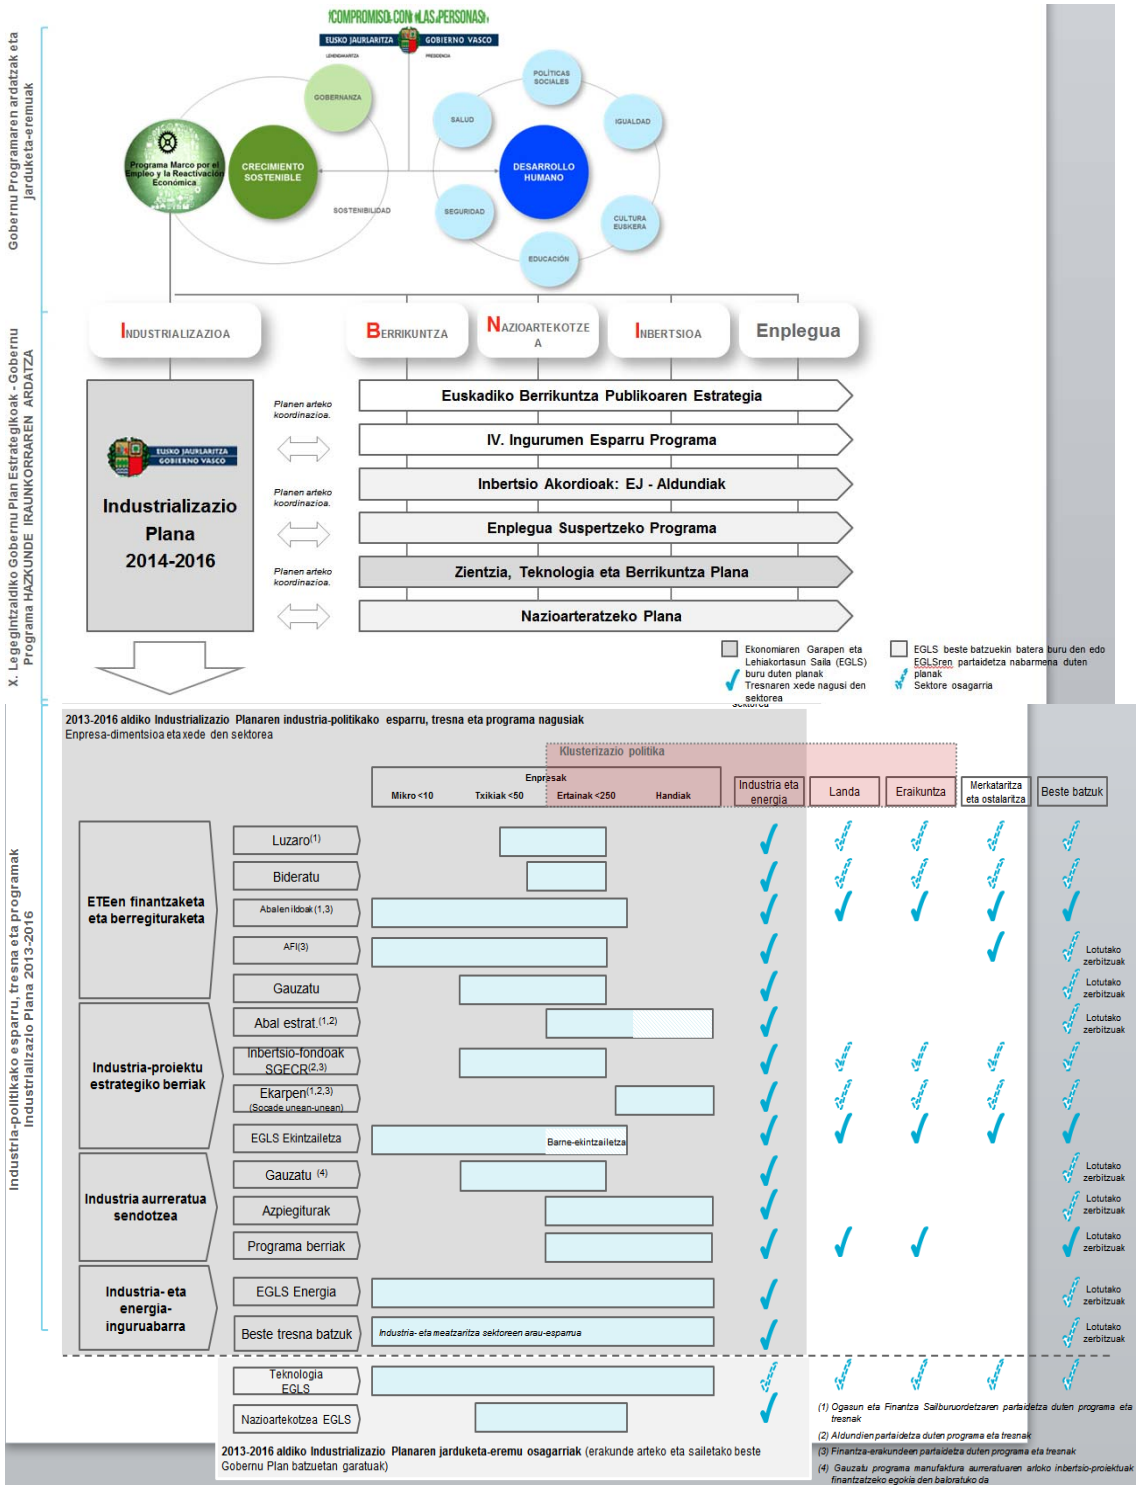 ¡COMPROMISO CON LAS PERSONAS!
EUSKO JAURLARITZA
GOBIERNO VASCO
LEHENDAKARITZA
PRESIDENCIA
Gobernu Programaren ardatzak eta
jarduketa-eremuak
GOBERNANZA
Programa Marco por el
Empleo y la Reactivación
Económica
CRECIMIENTO
SOSTENIBLE
SOSTENIBILIDAD
POLÍTICAS
SOCIALES
SALUD
IGUALDAD
DESARROLLO
HUMANO
SEGURIDAD
CULTURA
EUSKERA
EDUCACIÓN
X. Legegintzaldiko Gobernu Plan Estrategikoak - Gobernu
Programa HAZKUNDE IRAUNKORRAREN ARDATZA
INDUSTRIALIZAZIOA
BERRIKUNTZA
NAZIOARTEKOTZE
A
INBERTSIOA
Enplegua
EUSKO JAURLARITZA
GOBIERNO VASCO
Industrializazio
Plana
2014-2016
Planen arteko
koordinazioa.
Planen arteko
koordinazioa.
Planen arteko
koordinazioa.
Euskadiko Berrikuntza Publikoaren Estrategia
IV. Ingurumen Esparru Programa
Inbertsio Akordioak: EJ - Aldundiak
Enplegua Suspertzeko Programa
Zientzia, Teknologia eta Berrikuntza Plana
Nazioarteratzeko Plana
Ekonomiaren Garapen eta
Lehiakortasun Saila (EGLS)
buru duten planak
Tresnaren xede nagusi den
sektorea
sektorea
EGLS beste batzuekin batera buru den edo
EGLSren partaidetza nabarmena duten
planak
Sektore osagarria
Industria-politikako esparru, tresna eta programak
Industrializazio Plana 2013-2016
2013-2016 aldiko Industrializazio Planaren industria-politikako esparru, tresna eta programa nagusiak
Enpresa-dimentsioa eta xede den sektorea
Klusterizazio politika
Enpresak
Mikro <10
Txikiak <50
Ertainak <250
Handiak
Industria eta
energia
Landa
Eraikuntza
Merkataritza
eta ostalaritza
Beste batzuk
ETEen finantzaketa
eta berregituraketa
Luzaro(1)
Bideratu
Abalen ildoak (1,3)
AFI(3)
Lotutako
zerbitzuak
Gauzatu
Lotutako
zerbitzuak
Industria-proiektu
estrategiko berriak
Abal estrat.(1,2)
Lotutako
zerbitzuak
Inbertsio-fondoak
SGECR(2,3)
Ekarpen(1,2,3)
(Socade unean-unean)
EGLS Ekintzailetza
Barne-ekintzailetza
Industria aurreratua
sendotzea
Gauzatu (4)
Lotutako
zerbitzuak
Azpiegiturak
Lotutako
zerbitzuak
Programa berriak
Lotutako
zerbitzuak
Industria- eta
energia-
inguruabarra
EGLS Energia
Lotutako
zerbitzuak
Beste tresna batzuk
Industria- eta meatzaritza sektoreen arau-esparrua
Lotutako
zerbitzuak
Teknologia
EGLS
Nazioartekotzea EGLS
2013-2016 aldiko Industrializazio Planaren jarduketa-eremu osagarriak (erakunde arteko eta sailetako beste
Gobernu Plan batzuetan garatuak)
(1) Ogasun eta Finantza Sailburuordetzaren partaidetza duten programa eta
tresnak
(2) Aldundien partaidetza duten programa eta tresnak
(3) Finantza-erakundeen partaidetza duten programa eta tresnak
(4) Gauzatu programa manufaktura aurreratuaren arloko inbertsio-proiektuak
finantzatzeko egokia den baloratuko da